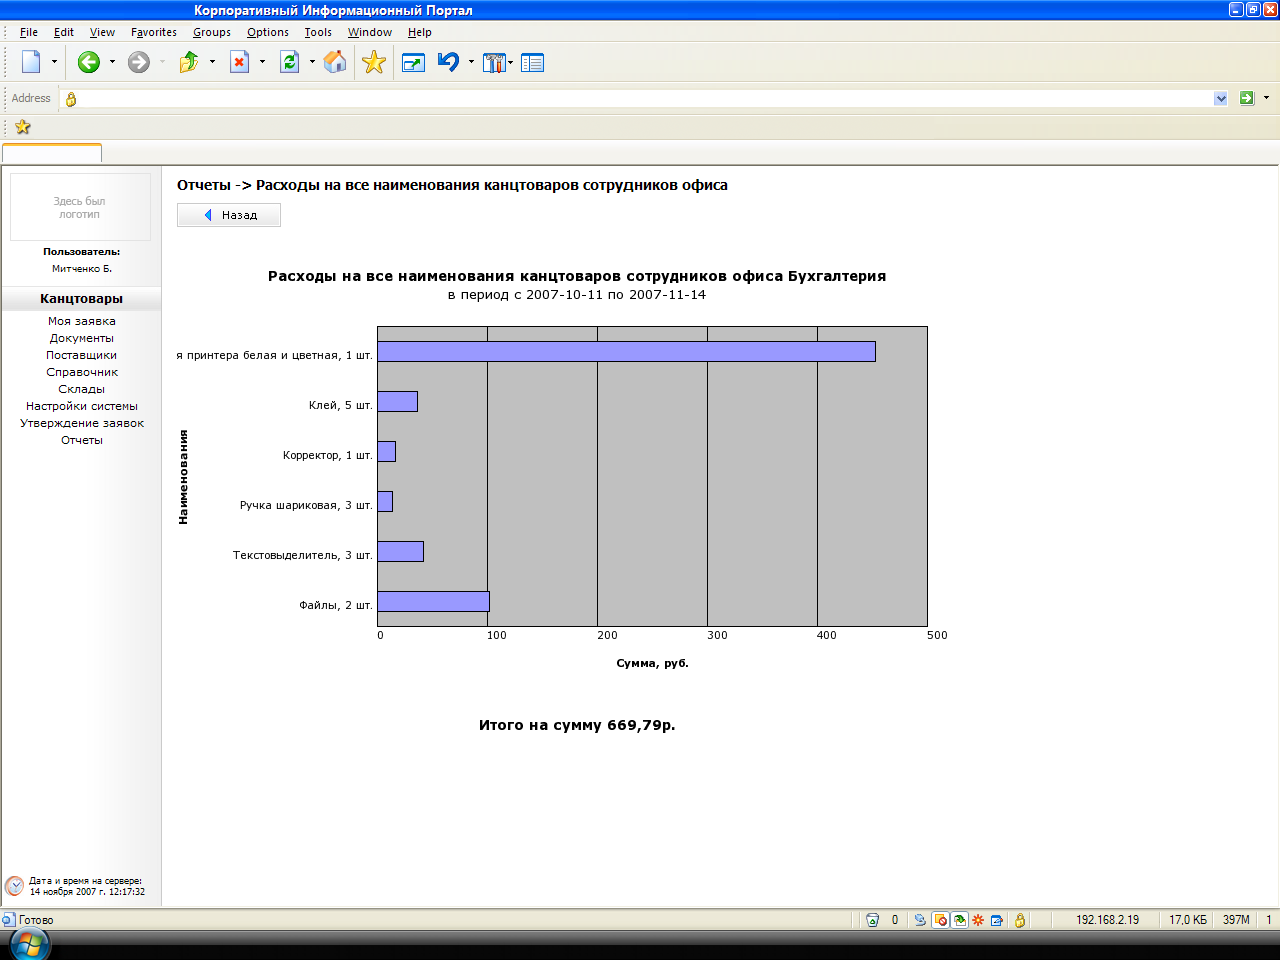 Корпоративный Информационный Портал
File Edit View Favorites Groups Options Tools Window Help
Address
Здесь был
логотип
Пользователь:
Митченко Б.
Канцтовары
Моя заявка
Документы
Поставщики
Справочник
Склады
Настройки системы
Утверждение заявок
Отчеты
Дата и время на сервере:
14 ноября 2007 г. 12:17:32
Отчеты -> Расходы на все наименования канцтоваров сотрудников офиса
Назад
Расходы на все наименования канцтоваров сотрудников офиса Бухгалтерия
в период с 2007-10-11 по 2007-11-14
Наименования
я принтера белая и цветная, 1 шт.
Клей, 5 шт.
Корректор, 1 шт.
Ручка шариковая, 3 шт.
Текстовыделитель, 3 шт.
Файлы, 2 шт.
0 100 200 300 400 500
Сумма, руб.
Итого на сумму 669,79р.
Готово
0 192.168.2.19 17,0 КБ 397M 1